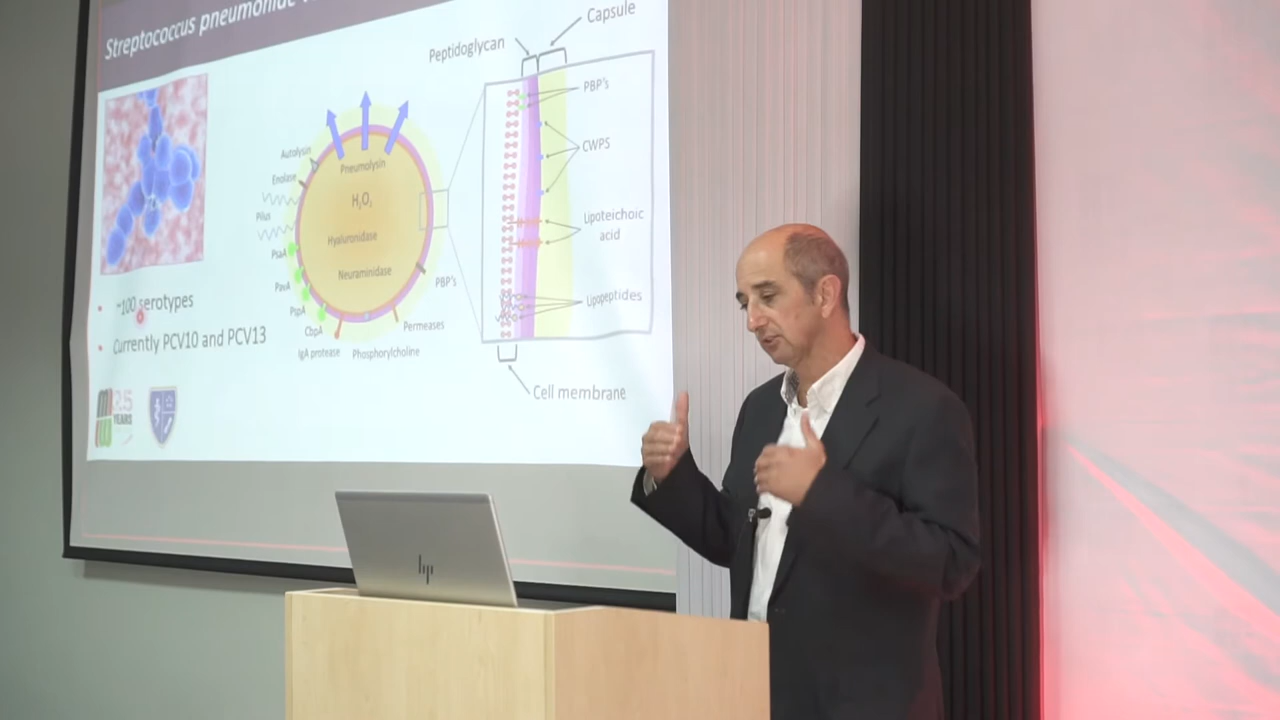 Streptococcus pneumoniae
Capsule
Peptidoglycan
PBP's
CWPS
Lipoteichoic
acid
Lipopeptides
Cell membrane
Autolysin
Enolase
Pilus
PsaA
PavA
PspA
CbpA
IgA protease
Phosphorylcholine
Permeases
PBP's
Pneumolysin
H₂O₂
Hyaluronidase
Neuraminidase
~100 serotypes
Currently PCV10 and PCV13
25
YEARS
hp